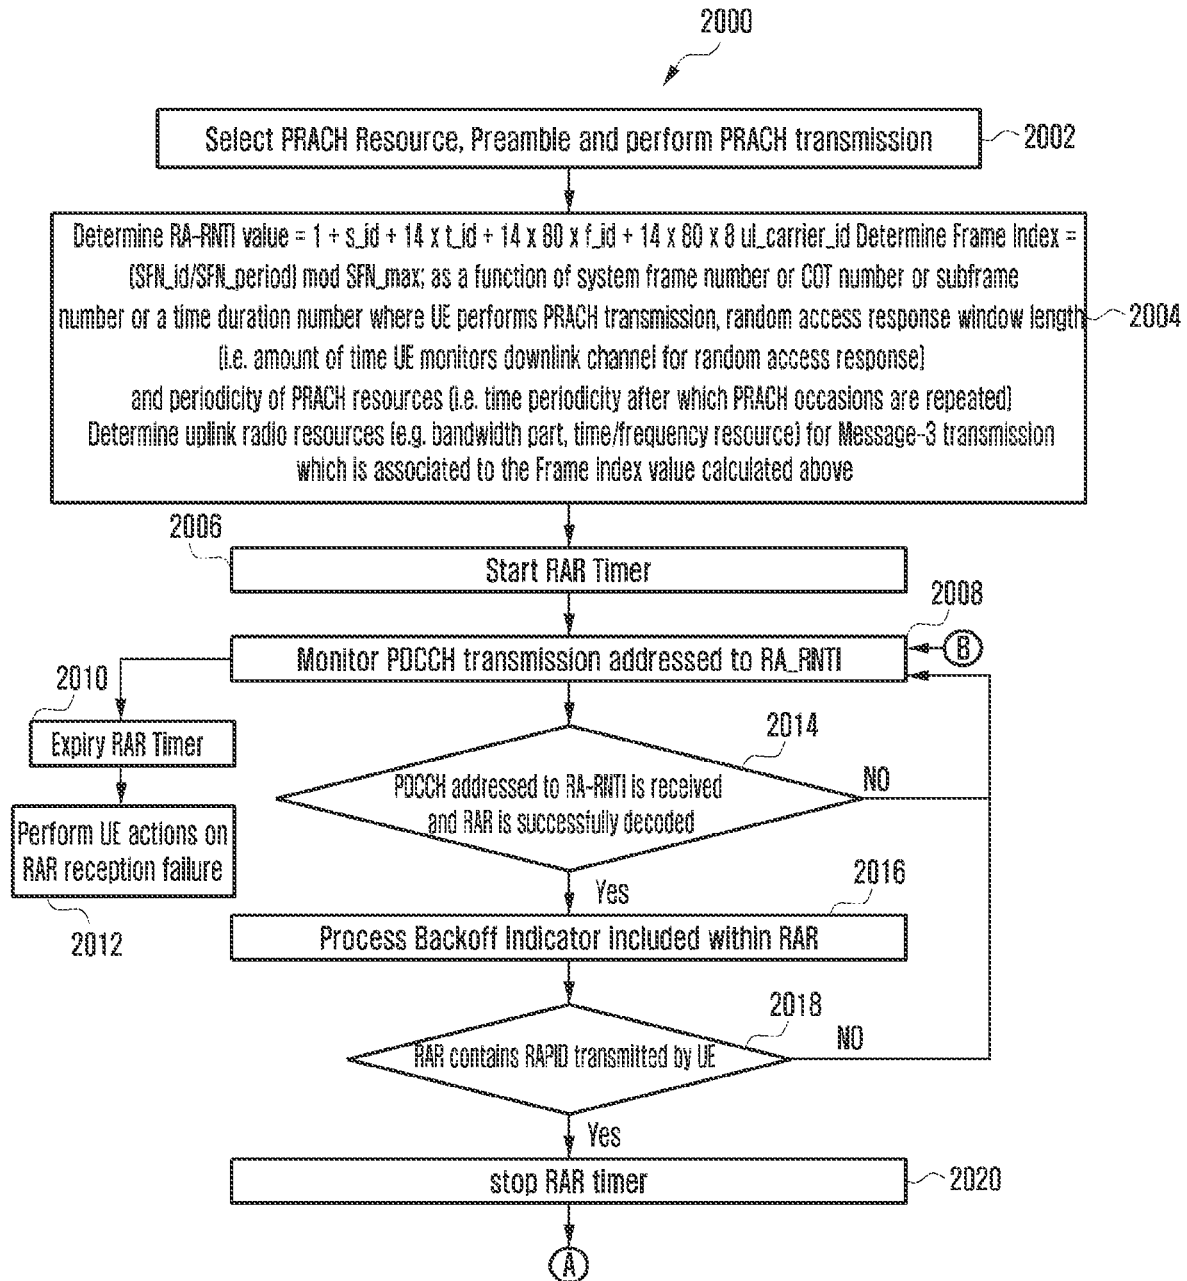 2000
Select PRACH Resource, Preamble and perform PRACH transmission
2002
Determine RA-RNTI value = 1 + s_id + 14 x t_id + 14 x 80 x f_id + 14 x 80 x 8 ul_carrier_id Determine Frame Index =
(SFN_id/SFN_period) mod SFN_max; as a function of system frame number or COT number or subframe
number or a time duration number where UE performs PRACH transmission, random access response window length
(i.e. amount of time UE monitors downlink channel for random access response)
and periodicity of PRACH resources (i.e. time periodicity after which PRACH occasions are repeated)
Determine uplink radio resources (e.g. bandwidth part, time/frequency resource) for Message-3 transmission
which is associated to the Frame Index value calculated above
2004
2006
Start RAR Timer
2008
Monitor PDCCH transmission addressed to RA_RNTI
B
2010
Expiry RAR Timer
2014
PDCCH addressed to RA-RNTI is received
and RAR is successfully decoded
NO
Perform UE actions on
RAR reception failure
2012
Yes
2016
Process Backoff Indicator Included within RAR
2018
RAR contains RAPID transmitted by UE
NO
Yes
stop RAR timer
2020
A